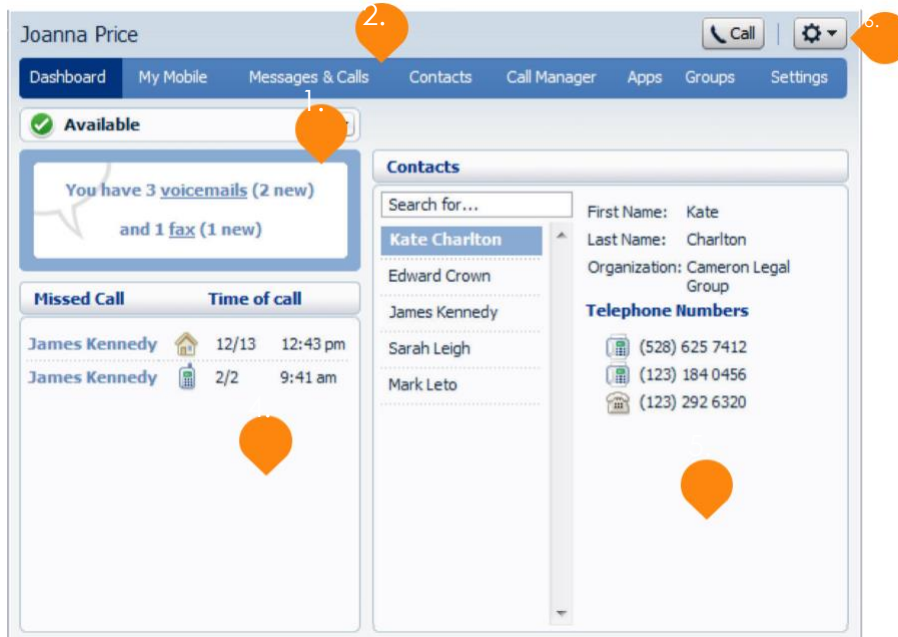 2.
Joanna Price
Call
6.
Dashboard My Mobile Messages & Calls Contacts Call Manager Apps Groups Settings
1.
Available
You have 3 voicemails (2 new)
and 1 fax (1 new)
Missed Call Time of call
James Kennedy 12/13 12:43 pm
James Kennedy 2/2 9:41 am
Contacts
Search for...
Kate Charlton
Edward Crown
James Kennedy
Sarah Leigh
Mark Leto
First Name: Kate
Last Name: Charlton
Organization: Cameron Legal
Group
Telephone Numbers
(528) 625 7412
(123) 184 0456
(123) 292 6320